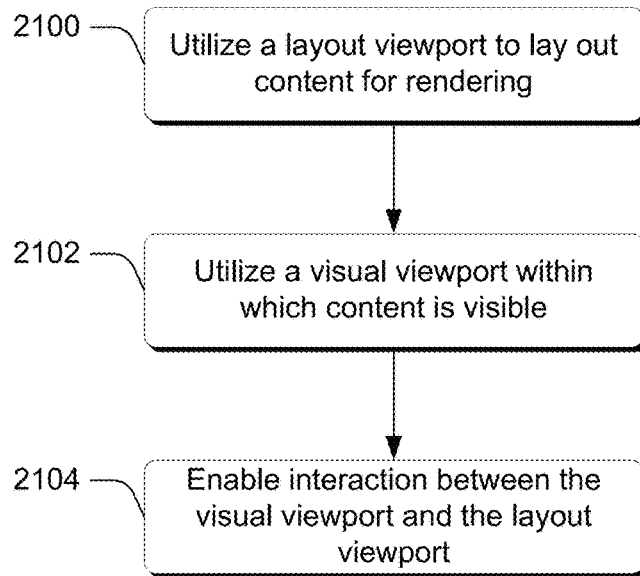 2100
Utilize a layout viewport to lay out
content for rendering
2102
Utilize a visual viewport within
which content is visible
2104
Enable interaction between the
visual viewport and the layout
viewport